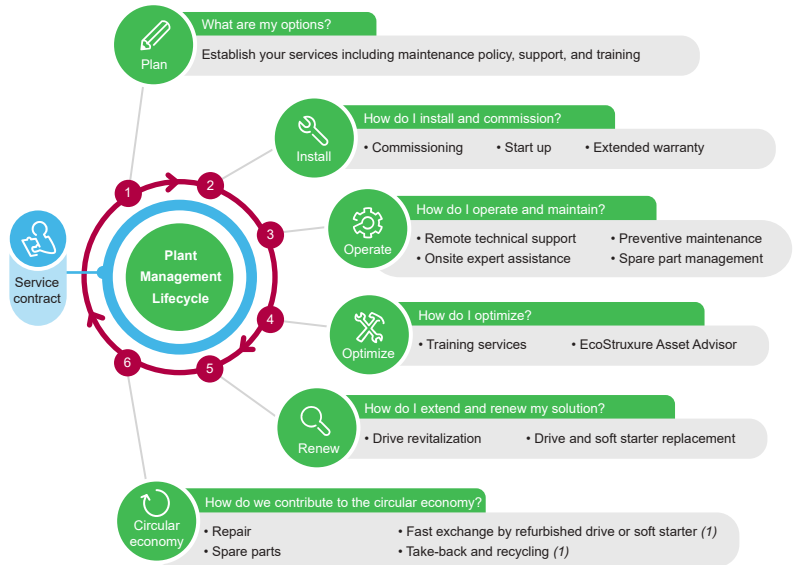 What are my options?
Plan
Establish your services including maintenance policy, support, and training
How do I install and commission?
Install
• Commissioning • Start up • Extended warranty
1
2
3
4
5
6
Plant
Management
Lifecycle
Service
contract
How do I operate and maintain?
Operate
• Remote technical support • Preventive maintenance
• Onsite expert assistance • Spare part management
How do I optimize?
Optimize
• Training services • EcoStruxure Asset Advisor
How do I extend and renew my solution?
Renew
• Drive revitalization • Drive and soft starter replacement
How do we contribute to the circular economy?
Circular
economy
• Repair • Fast exchange by refurbished drive or soft starter (1)
• Spare parts • Take-back and recycling (1)